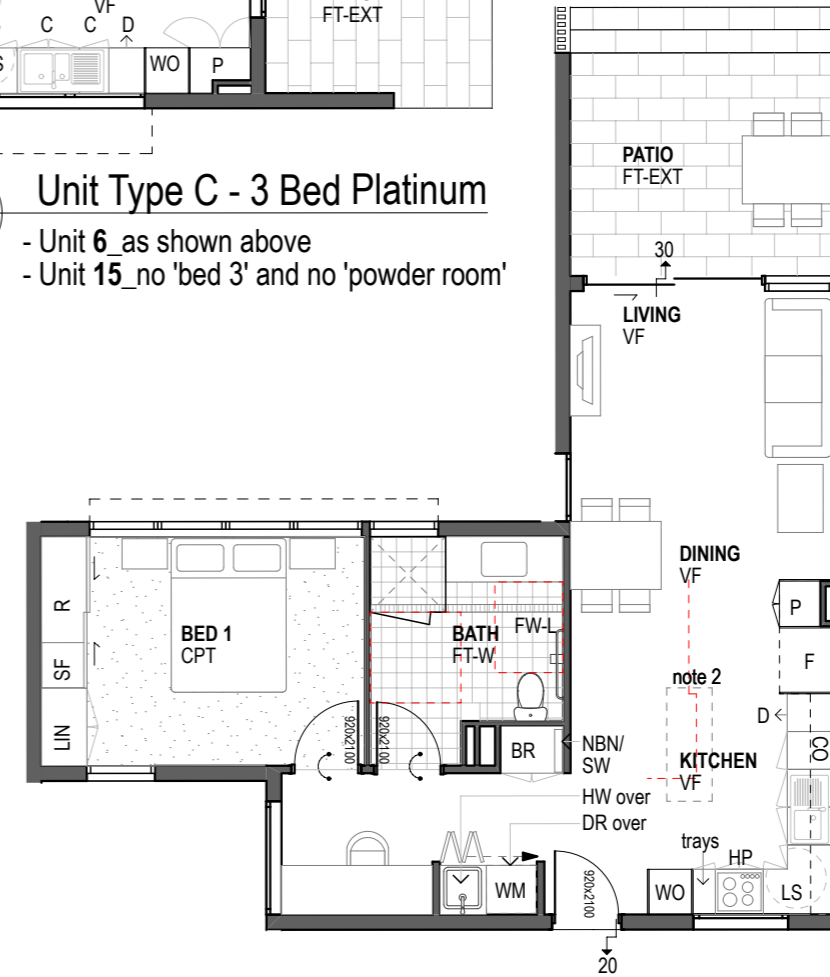 VF
C C D
S
WO
P
FT-EXT
Unit Type C - 3 Bed Platinum
- Unit 6_as shown above
- Unit 15_no 'bed 3' and no 'powder room'
PATIO
FT-EXT
30
LIVING
VF
DINING
VF
P
F
R
SF
LIN
BED 1
CPT
BATH
FT-W
FW-L
920x2100
920x2100
BR
NBN/
SW
HW over
DR over
note 2
D
CO
KITCHEN
VF
trays
HP
WM
920x2100
WO
LS
20